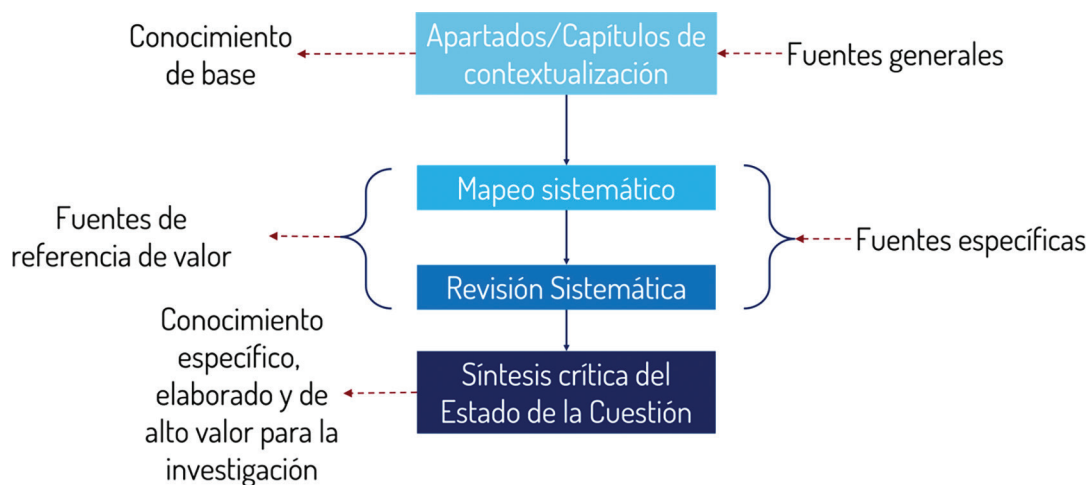 Conocimiento
de base
Apartados/Capítulos de
contextualización
Fuentes generales
Mapeo sistemático
Fuentes de
referencia de valor
Fuentes específicas
Revisión Sistemática
Conocimiento
específico,
elaborado y de
alto valor para la
investigación
Síntesis crítica del
Estado de la Cuestión